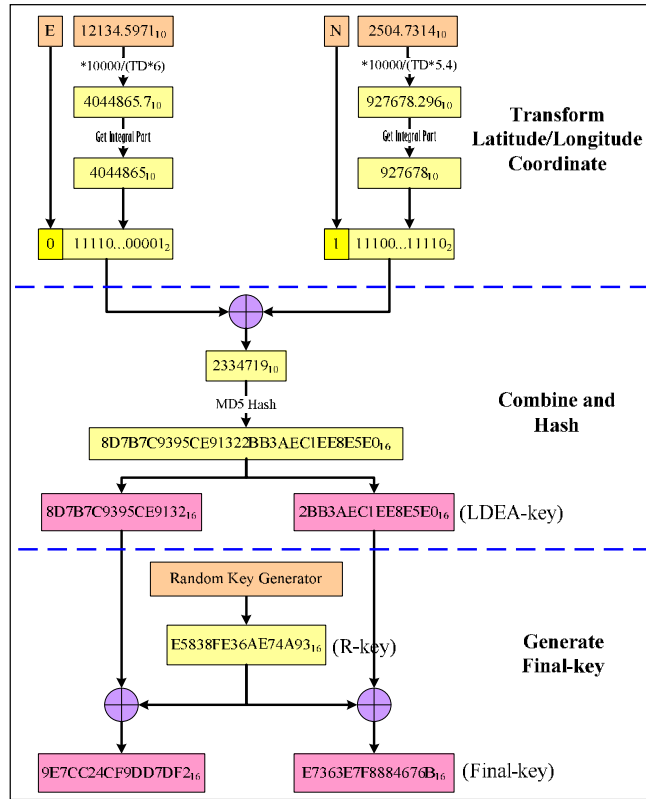 E 12134.5971₁₀ N 2504.7314₁₀
*10000/(TD*6) *10000/(TD*5.4)
4044865.7₁₀ 927678.296₁₀
Get Integral Part Get Integral Part
Transform
Latitude/Longitude
Coordinate
4044865₁₀ 927678₁₀
0 11110...00001₂ 1 11100...11110₂
2334719₁₀
MD5 Hash
Combine and
Hash
8D7B7C9395CE91322BB3AEC1EE8E5E0₁₆
8D7B7C9395CE9132₁₆ 2BB3AEC1EE8E5E0₁₆ (LDEA-key)
Random Key Generator
E5838FE36AE74A93₁₆ (R-key)
Generate
Final-key
9E7CC24CF9DD7DF2₁₆ E7363E7F8884676B₁₆ (Final-key)